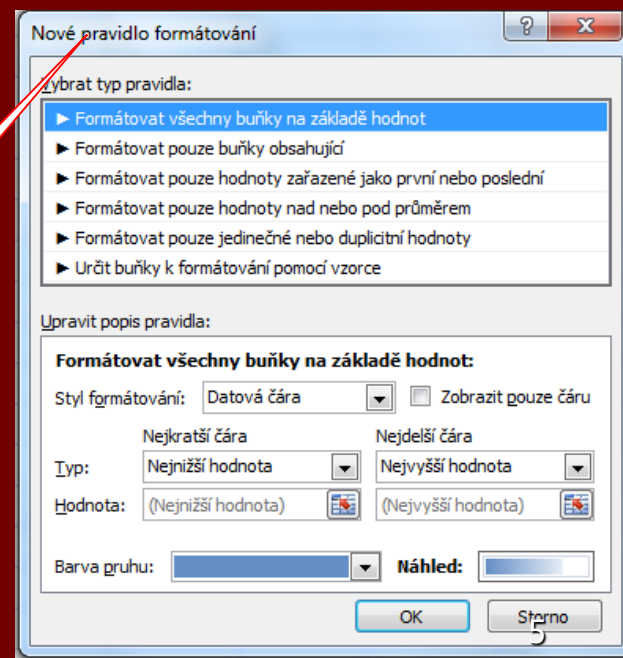 Nové pravidlo formátování
Vybrat typ pravidla:
► Formátovat všechny buňky na základě hodnot
► Formátovat pouze buňky obsahující
► Formátovat pouze hodnoty zařazené jako první nebo poslední
► Formátovat pouze hodnoty nad nebo pod průměrem
► Formátovat pouze jedinečné nebo duplicitní hodnoty
► Určit buňky k formátování pomocí vzorce
Upravit popis pravidla:
Formátovat všechny buňky na základě hodnot:
Styl formátování: Datová čára Zobrazit pouze čáru
Nejkratší čára Nejdelší čára
Typ: Nejnižší hodnota Nejvyšší hodnota
Hodnota: (Nejnižší hodnota) (Nejvyšší hodnota)
Barva pruhu: Náhled:
OK Storno
5